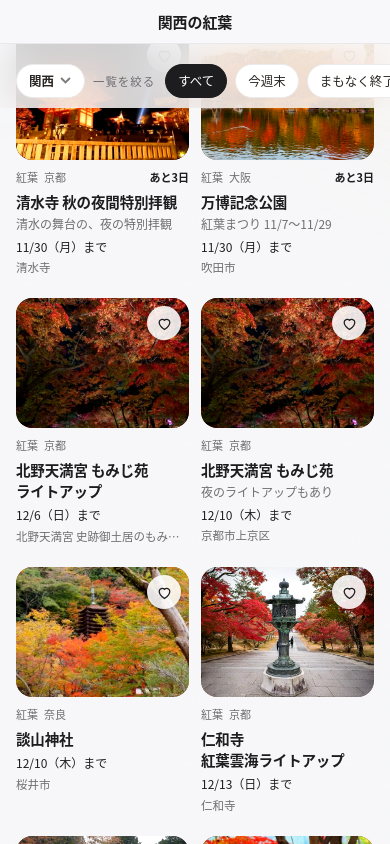 関西の紅葉
関西
一覧を絞る
すべて
今週末
まもなく終了
紅葉 京都
あと3日
清水寺 秋の夜間特別拝観
清水の舞台の、夜の特別拝観
11/30（月）まで
清水寺
紅葉 大阪
あと3日
万博記念公園
紅葉まつり 11/7〜11/29
11/30（月）まで
吹田市
紅葉 京都
北野天満宮 もみじ苑
ライトアップ
12/6（日）まで
北野天満宮 史跡御土居のもみ…
紅葉 京都
北野天満宮 もみじ苑
夜のライトアップもあり
12/10（木）まで
京都市上京区
紅葉 奈良
談山神社
12/10（木）まで
桜井市
紅葉 京都
仁和寺
紅葉雲海ライトアップ
12/13（日）まで
仁和寺